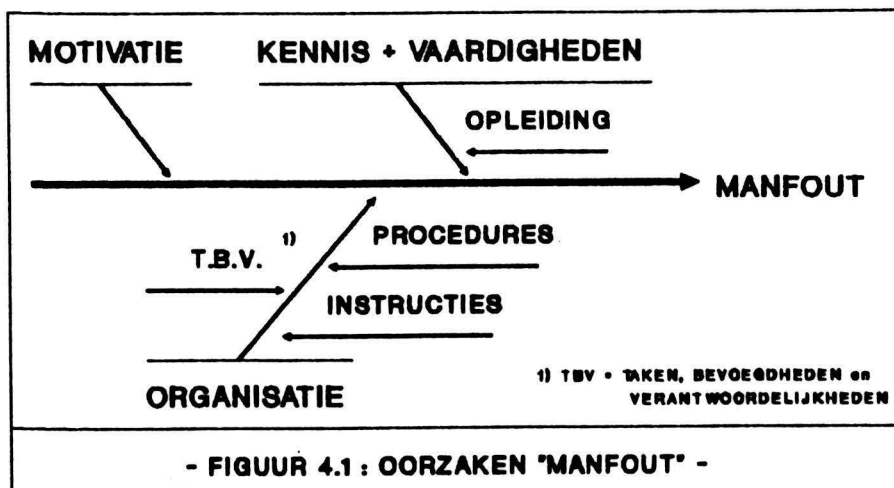 MOTIVATIE
KENNIS + VAARDIGHEDEN
OPLEIDING
MANFOUT
T.B.V. 1)
PROCEDURES
INSTRUCTIES
ORGANISATIE
1) TBV = TAKEN, BEVOEGDHEDEN en
VERANTWOORDELIJKHEDEN
- FIGUUR 4.1 : OORZAKEN "MANFOUT" -